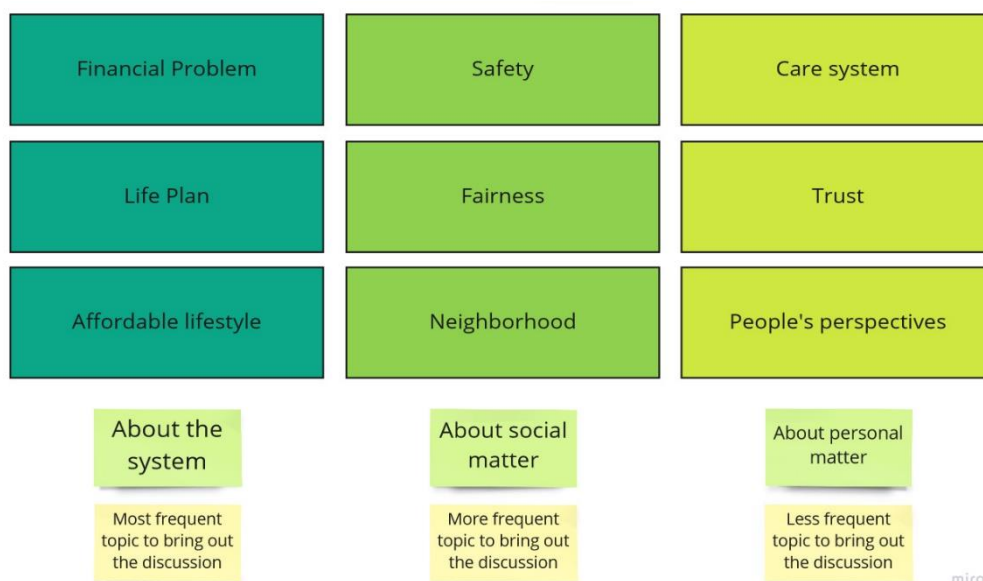 Financial Problem
Safety
Care system
Life Plan
Fairness
Trust
Affordable lifestyle
Neighborhood
People's perspectives
About the
system
About social
matter
About personal
matter
Most frequent
topic to bring out
the discussion
More frequent
topic to bring out
the discussion
Less frequent
topic to bring out
the discussion
miro